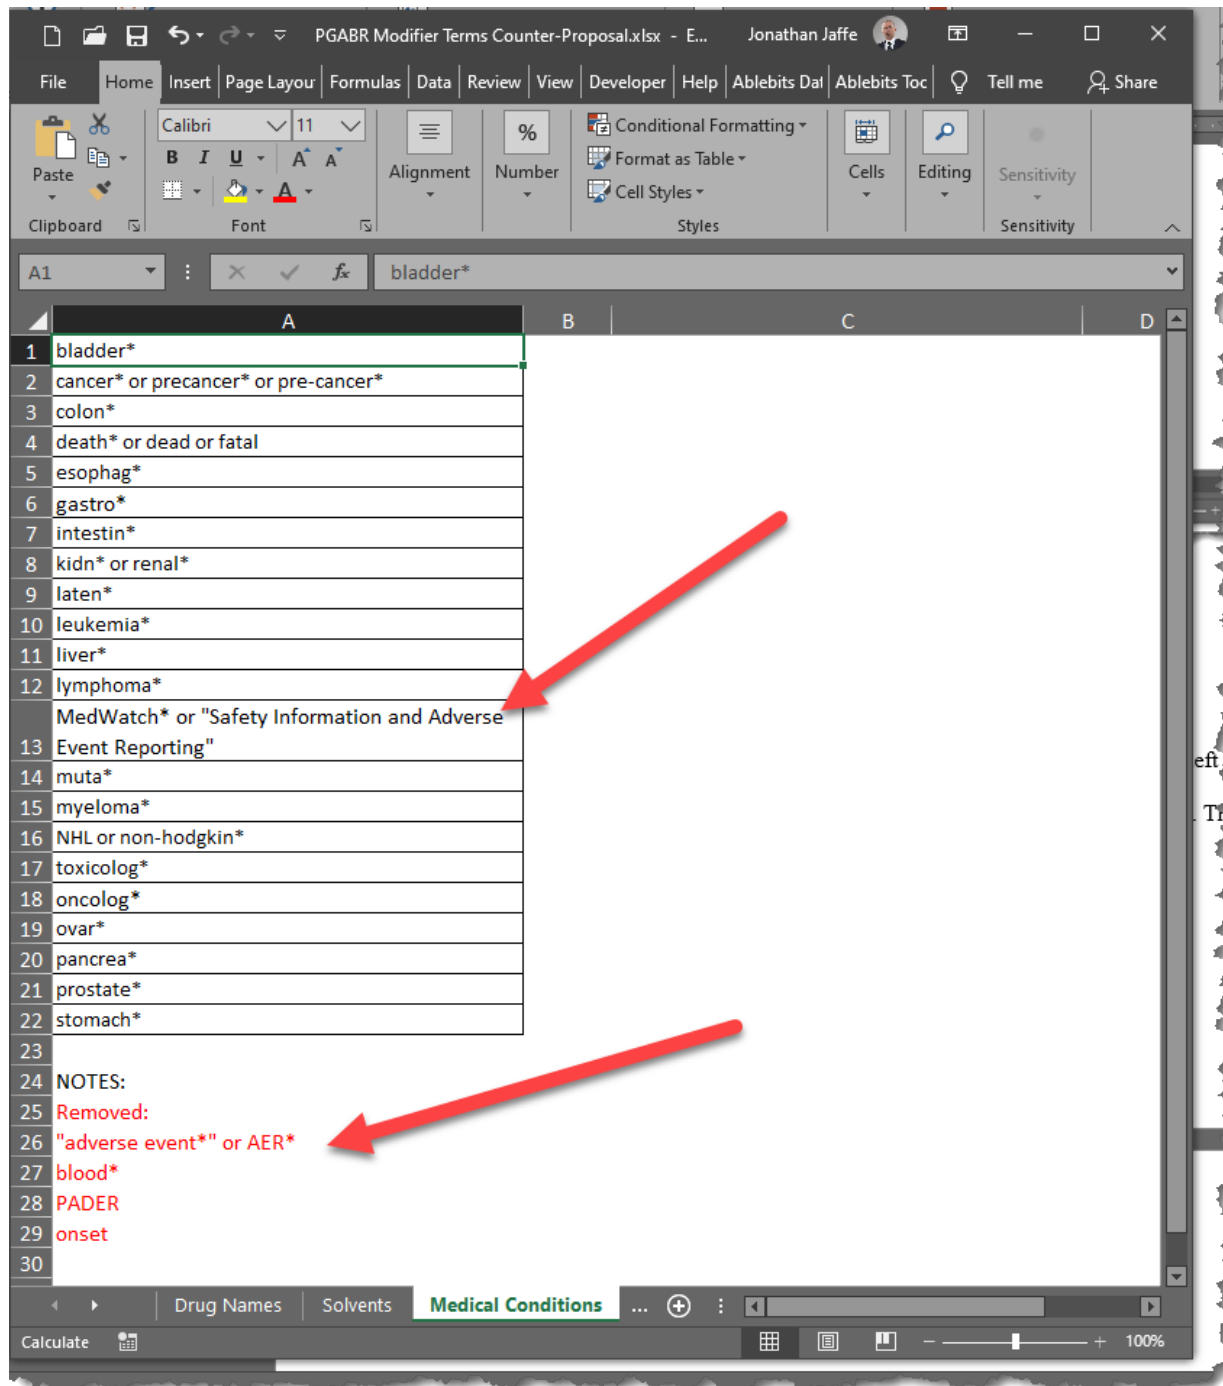 PGABR Modifier Terms Counter-Proposal.xlsx - E... Jonathan Jaffe
File Home Insert Page Layour Formulas Data Review View Developer Help Ablebits Dat Ablebits Toc Tell me Share
Calibri 11
% Conditional Formatting
B I U A A Format as Table
Paste Alignment Number Cell Styles Cells Editing Sensitivity
Clipboard Font Styles Sensitivity
A1 fx bladder*
A B C D
1 bladder*
2 cancer* or precancer* or pre-cancer*
3 colon*
4 death* or dead or fatal
5 esophag*
6 gastro*
7 intestin*
8 kidn* or renal*
9 laten*
10 leukemia*
11 liver*
12 lymphoma*
MedWatch* or "Safety Information and Adverse
13 Event Reporting"
14 muta*
15 myeloma*
16 NHL or non-hodgkin*
17 toxicolog*
18 oncolog*
19 ovar*
20 pancrea*
21 prostate*
22 stomach*
23
24 NOTES:
25 Removed:
26 "adverse event*" or AER*
27 blood*
28 PADER
29 onset
30
Drug Names Solvents Medical Conditions ...
Calculate 100%
eft
. Th